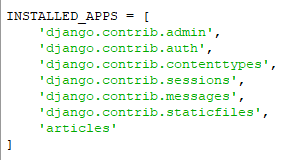 INSTALLED_APPS = [
    'django.contrib.admin',
    'django.contrib.auth',
    'django.contrib.contenttypes',
    'django.contrib.sessions',
    'django.contrib.messages',
    'django.contrib.staticfiles',
    'articles'
]